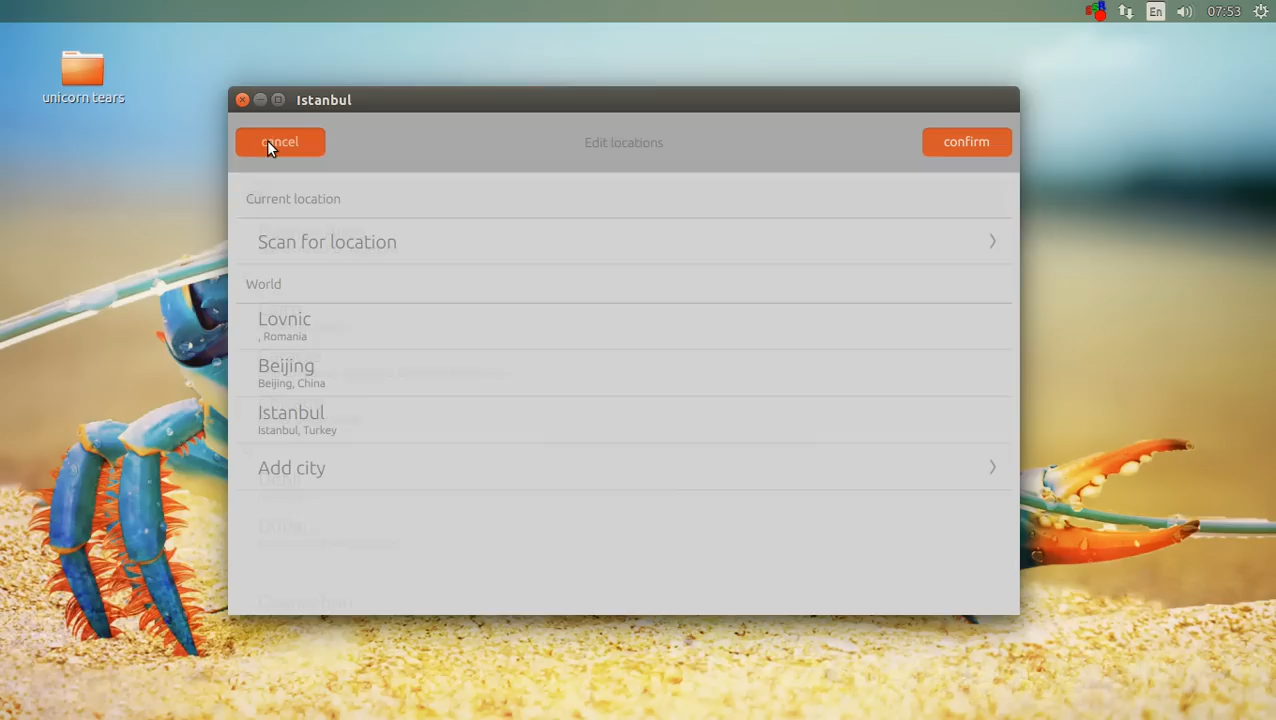 En
07:53
unicorn tears
Istanbul
cancel
Edit locations
confirm
Current location
Scan for location
World
Lovnic
, Romania
Beijing
Beijing, China
Istanbul
Istanbul, Turkey
Add city